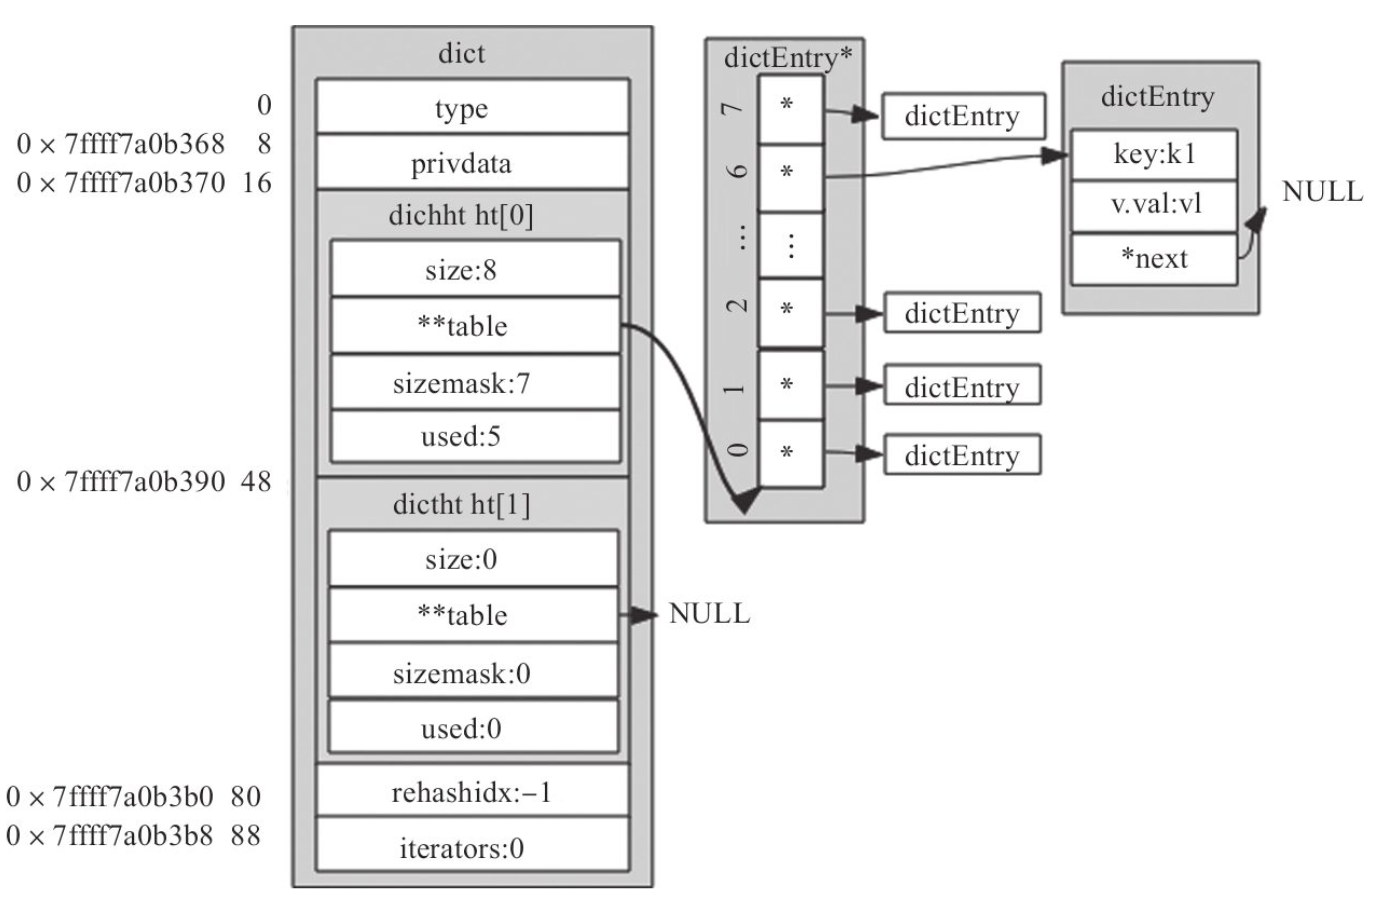 dict
0
type
0 × 7ffff7a0b368 8
privdata
0 × 7ffff7a0b370 16
dichht ht[0]
size:8
**table
sizemask:7
used:5
0 × 7ffff7a0b390 48
dictht ht[1]
size:0
**table
NULL
sizemask:0
used:0
0 × 7ffff7a0b3b0 80
rehashidx:−1
0 × 7ffff7a0b3b8 88
iterators:0
dictEntry*
7 *
dictEntry
6 *
... ⋮
2 *
dictEntry
1 *
dictEntry
0 *
dictEntry
dictEntry
key:k1
v.val:vl
*next
NULL